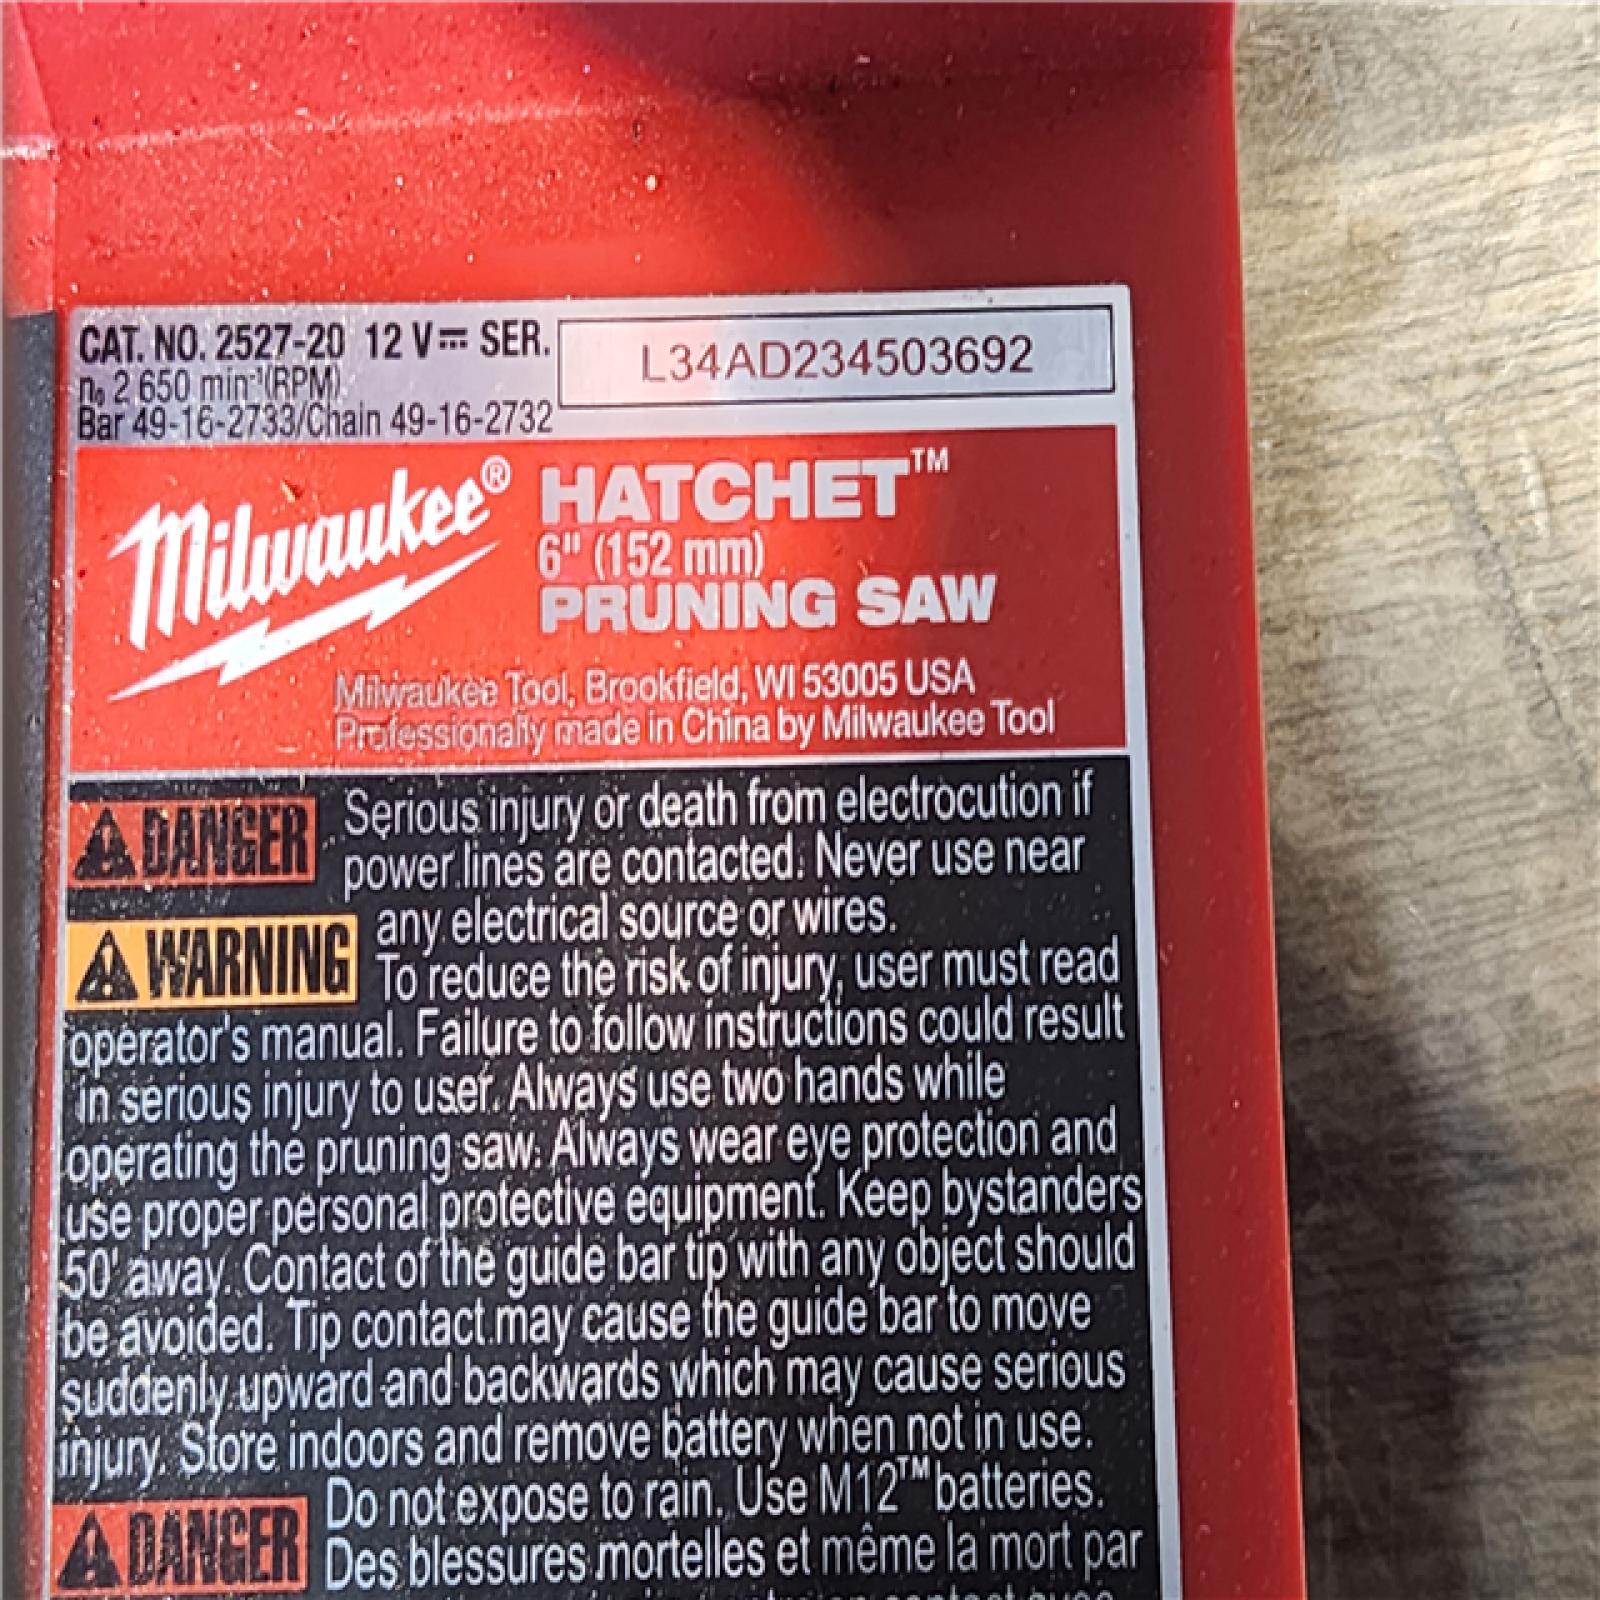 CAT. NO. 2527-20 12 V⎓ SER. L34AD234503692
n₀ 2 650 min⁻¹(RPM)
Bar 49-16-2733/Chain 49-16-2732
Milwaukee® HATCHET™
6" (152 mm)
PRUNING SAW
Milwaukee Tool, Brookfield, WI 53005 USA
Professionally made in China by Milwaukee Tool
DANGER Serious injury or death from electrocution if
power lines are contacted. Never use near
any electrical source or wires.
WARNING To reduce the risk of injury, user must read
operator's manual. Failure to follow instructions could result
in serious injury to user. Always use two hands while
operating the pruning saw. Always wear eye protection and
use proper personal protective equipment. Keep bystanders
50' away. Contact of the guide bar tip with any object should
be avoided. Tip contact may cause the guide bar to move
suddenly upward and backwards which may cause serious
injury. Store indoors and remove battery when not in use.
Do not expose to rain. Use M12™ batteries.
DANGER Des blessures mortelles et même la mort par